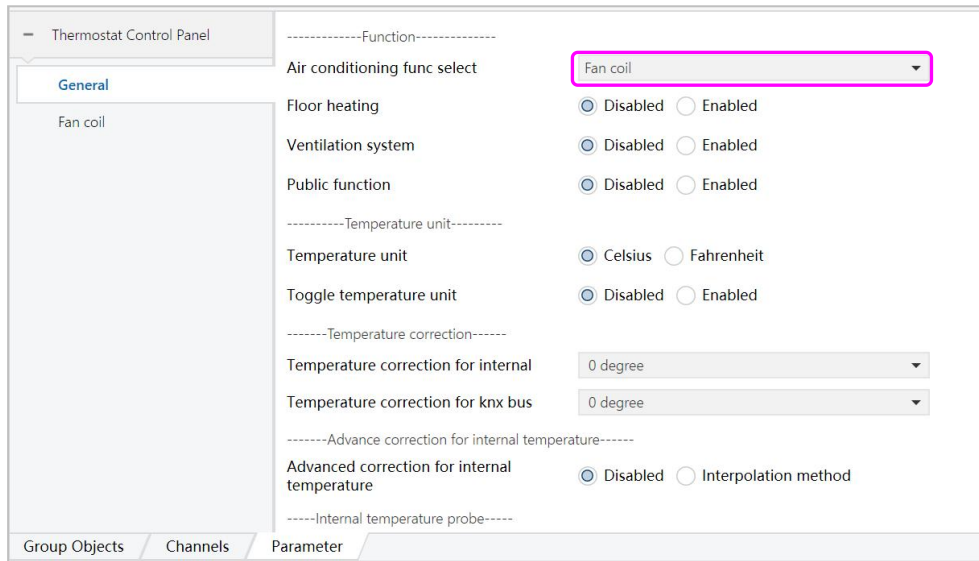 Thermostat Control Panel
General
Fan coil
-------------Function--------------
Air conditioning func select Fan coil
Floor heating Disabled Enabled
Ventilation system Disabled Enabled
Public function Disabled Enabled
----------Temperature unit---------
Temperature unit Celsius Fahrenheit
Toggle temperature unit Disabled Enabled
-------Temperature correction------
Temperature correction for internal 0 degree
Temperature correction for knx bus 0 degree
-------Advance correction for internal temperature------
Advanced correction for internal
temperature Disabled Interpolation method
-----Internal temperature probe-----
Group Objects Channels Parameter